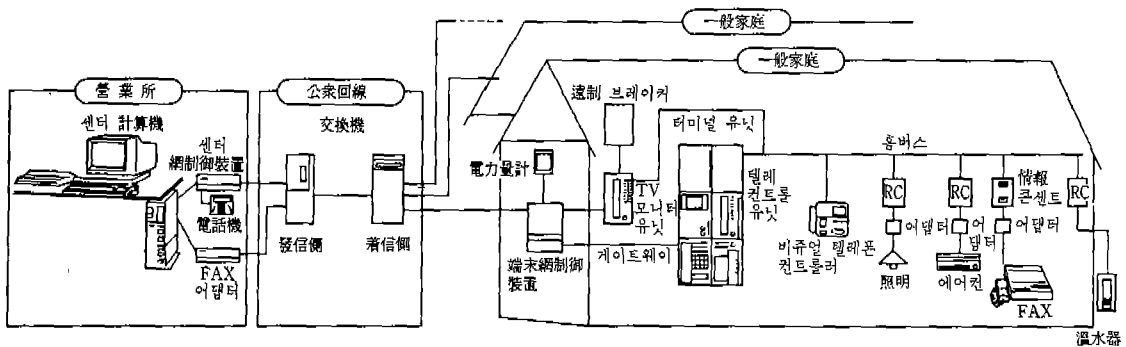 一般家庭
一般家庭
營業所
公衆回線
센터 計算機
센터
網制御裝置
電話機
FAX
어댑터
交換機
發信側
着信側
電力量計
遠制 브레이커
터미널 유닛
TV
모니터
유닛
端末網制御
裝置
게이트웨이
텔레
컨트롤
유닛
홈버스
비쥬얼 텔레폰
컨트롤러
RC
어댑터
照明
RC
어
댑터
에어컨
情報
콘센트
어댑터
FAX
RC
溫水器